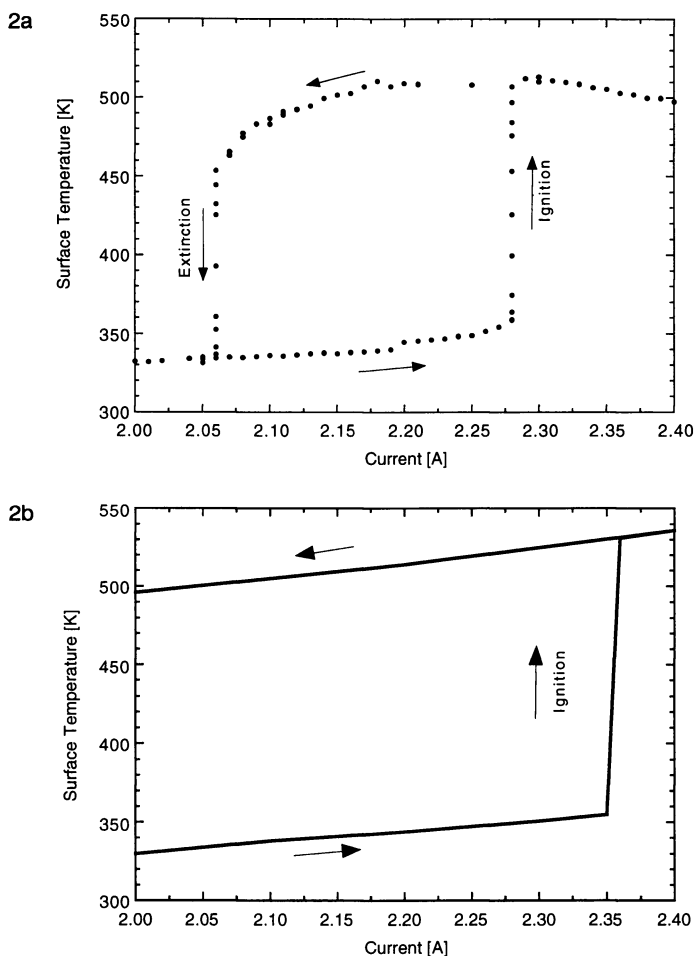 2a
550
500
450
400
350
300
Surface Temperature [K]
Extinction
Ignition
2.00 2.05 2.10 2.15 2.20 2.25 2.30 2.35 2.40
Current [A]
2b
550
500
450
400
350
300
Surface Temperature [K]
Ignition
2.00 2.05 2.10 2.15 2.20 2.25 2.30 2.35 2.40
Current [A]